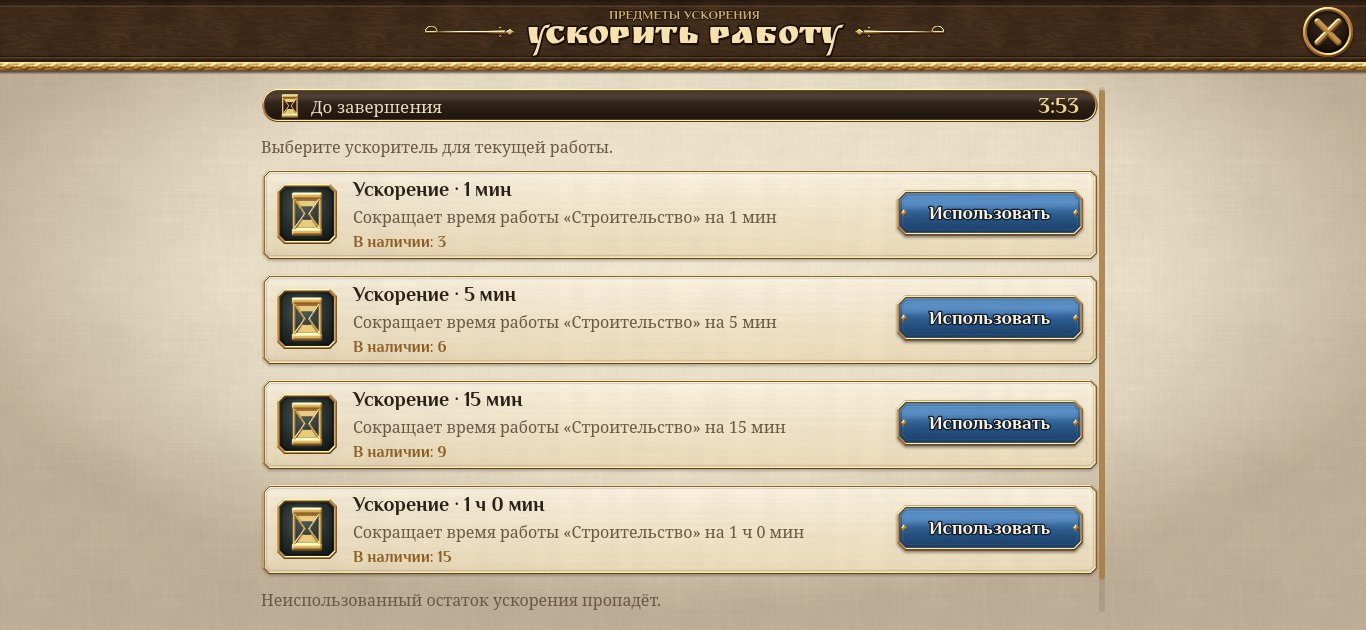 ПРЕДМЕТЫ УСКОРЕНИЯ
УСКОРИТЬ РАБОТУ
До завершения 3:53
Выберите ускоритель для текущей работы.
Ускорение · 1 мин
Сокращает время работы «Строительство» на 1 мин
В наличии: 3
Использовать
Ускорение · 5 мин
Сокращает время работы «Строительство» на 5 мин
В наличии: 6
Использовать
Ускорение · 15 мин
Сокращает время работы «Строительство» на 15 мин
В наличии: 9
Использовать
Ускорение · 1 ч 0 мин
Сокращает время работы «Строительство» на 1 ч 0 мин
В наличии: 15
Использовать
Неиспользованный остаток ускорения пропадёт.